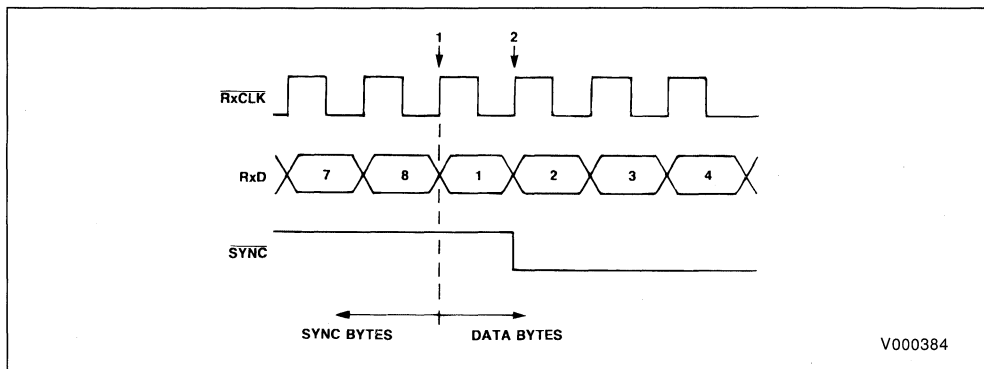 1 2
RxCLK
RxD 7 8 1 2 3 4
SYNC
SYNC BYTES DATA BYTES
V000384